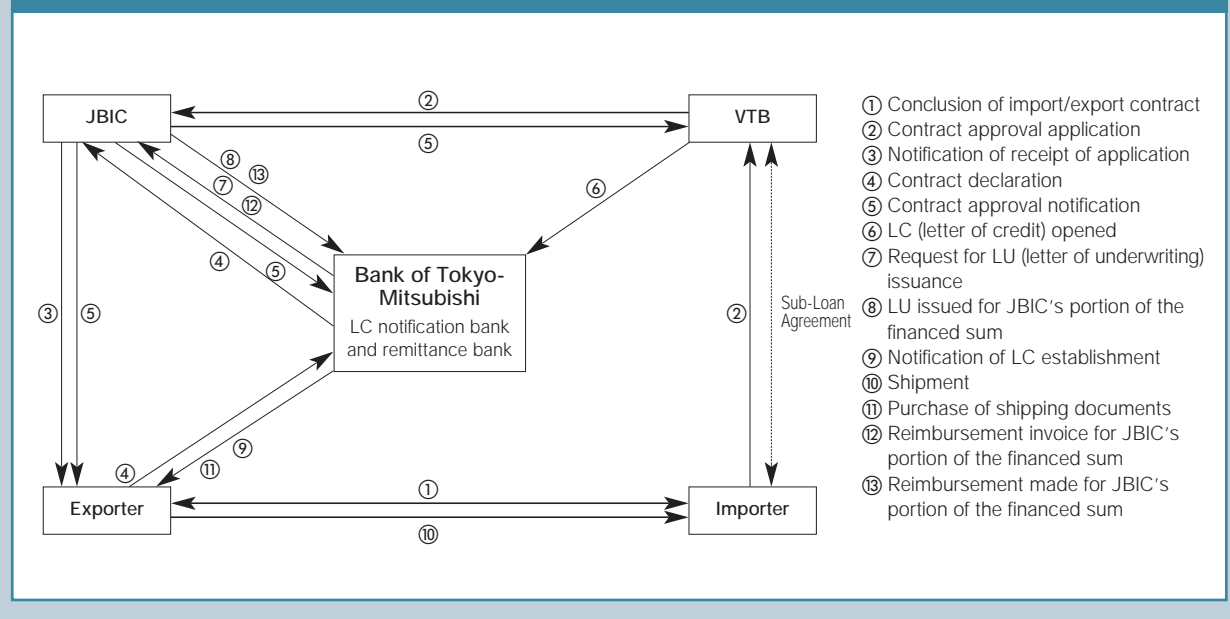 JBIC
②
VTB
⑤
⑧
⑬
⑦
⑫
⑥
④
⑤
Bank of Tokyo-
Mitsubishi
LC notification bank
and remittance bank
③
⑤
②
Sub-Loan
Agreement
⑨
④
⑪
Exporter
①
Importer
⑩
① Conclusion of import/export contract
② Contract approval application
③ Notification of receipt of application
④ Contract declaration
⑤ Contract approval notification
⑥ LC (letter of credit) opened
⑦ Request for LU (letter of underwriting)
issuance
⑧ LU issued for JBIC's portion of the
financed sum
⑨ Notification of LC establishment
⑩ Shipment
⑪ Purchase of shipping documents
⑫ Reimbursement invoice for JBIC's
portion of the financed sum
⑬ Reimbursement made for JBIC's
portion of the financed sum